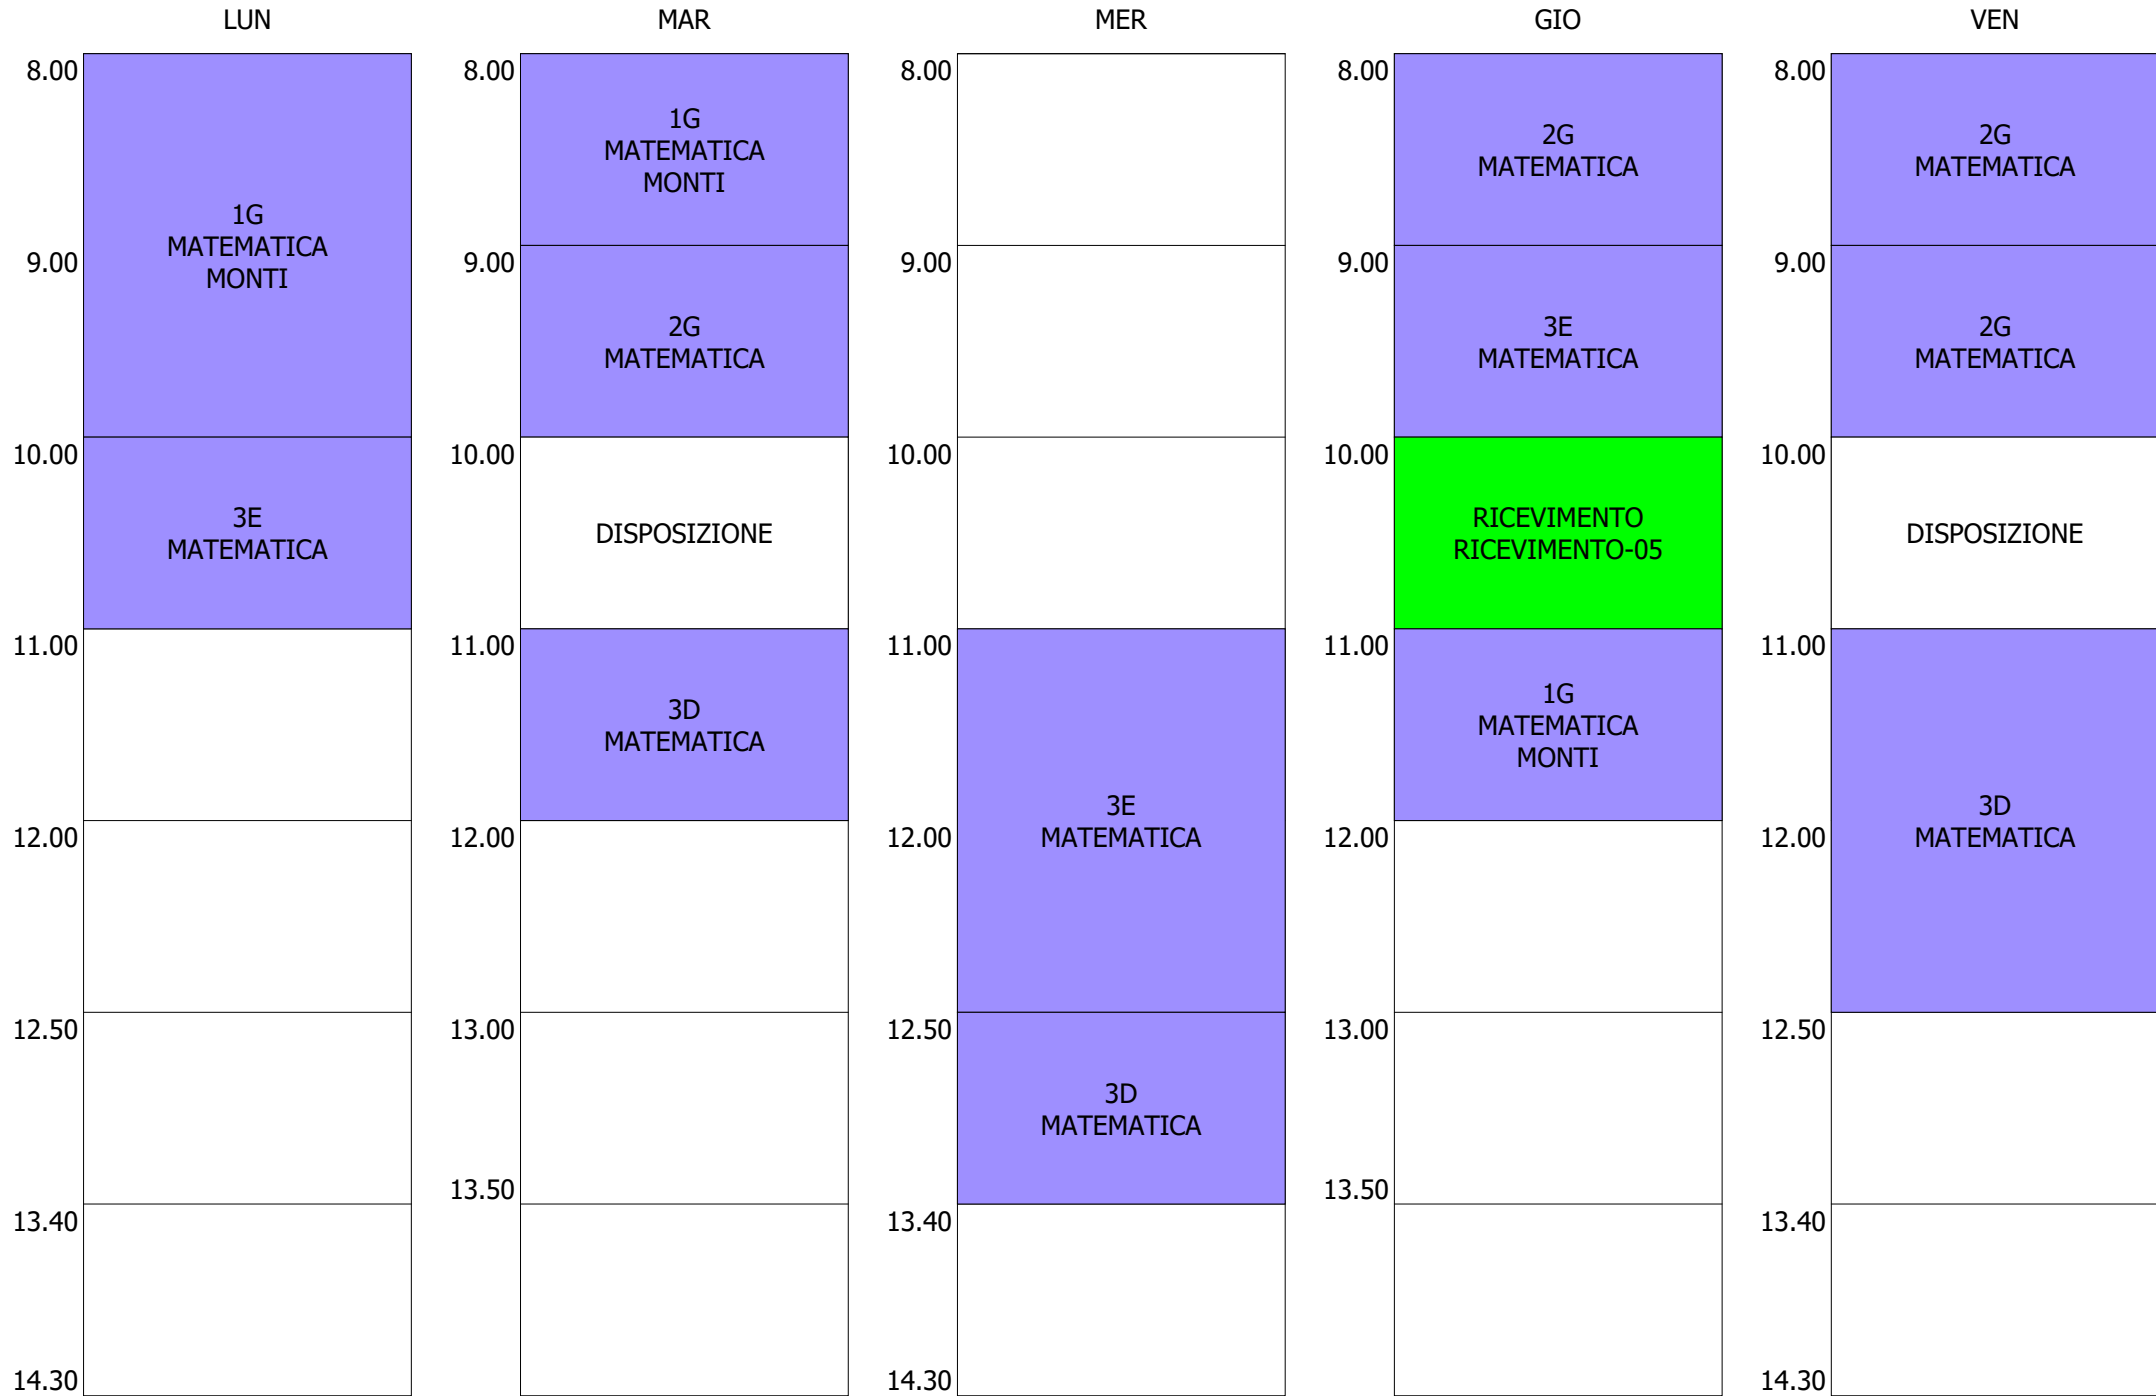 LUN
8.00
1G
MATEMATICA
MONTI
9.00
10.00
3E
MATEMATICA
11.00
12.00
12.50
13.40
14.30
MAR
8.00
1G
MATEMATICA
MONTI
9.00
2G
MATEMATICA
10.00
DISPOSIZIONE
11.00
3D
MATEMATICA
12.00
13.00
13.50
MER
8.00
9.00
10.00
11.00
3E
MATEMATICA
12.00
12.50
3D
MATEMATICA
13.40
14.30
GIO
8.00
2G
MATEMATICA
9.00
3E
MATEMATICA
10.00
RICEVIMENTO
RICEVIMENTO-05
11.00
1G
MATEMATICA
MONTI
12.00
13.00
13.50
VEN
8.00
2G
MATEMATICA
9.00
2G
MATEMATICA
10.00
DISPOSIZIONE
11.00
3D
MATEMATICA
12.00
12.50
13.40
14.30